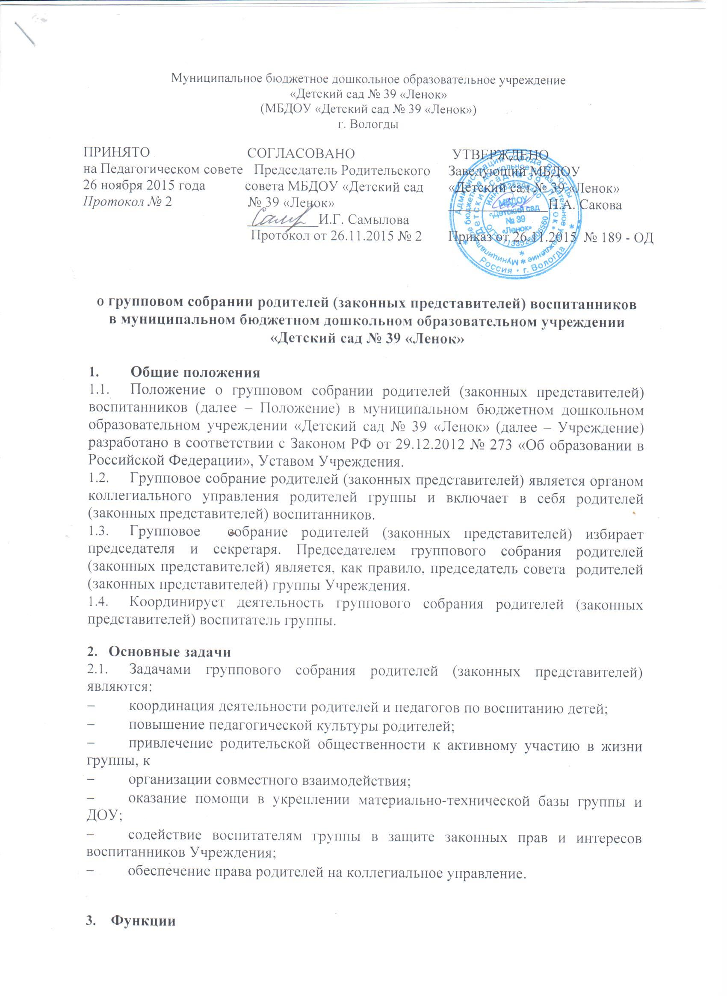 Муниципальное бюджетное дошкольное образовательное учреждение
«Детский сад № 39 «Ленок»
(МБДОУ «Детский сад № 39 «Ленок»)
г. Вологды
ПРИНЯТО
на Педагогическом совете
26 ноября 2015 года
Протокол № 2
СОГЛАСОВАНО
Председатель Родительского
совета МБДОУ «Детский сад
№ 39 «Ленок»
И.Г. Самылова
Протокол от 26.11.2015 № 2
УТВЕРЖДЕНО
Заведующий МБДОУ
«Детский сад № 39 «Ленок»
Н.А. Сакова
Приказ от 26.11.2015 № 189 - ОД
Администрация города Вологды
Россия • г. Вологда
МБДОУ
«Детский сад
№ 39
«Ленок»
о групповом собрании родителей (законных представителей) воспитанников
в муниципальном бюджетном дошкольном образовательном учреждении
«Детский сад № 39 «Ленок»
1. Общие положения
1.1. Положение о групповом собрании родителей (законных представителей)
воспитанников (далее – Положение) в муниципальном бюджетном дошкольном
образовательном учреждении «Детский сад № 39 «Ленок» (далее – Учреждение)
разработано в соответствии с Законом РФ от 29.12.2012 № 273 «Об образовании в
Российской Федерации», Уставом Учреждения.
1.2. Групповое собрание родителей (законных представителей) является органом
коллегиального управления родителей группы и включает в себя родителей
(законных представителей) воспитанников.
1.3. Групповое собрание родителей (законных представителей) избирает
председателя и секретаря. Председателем группового собрания родителей
(законных представителей) является, как правило, председатель совета родителей
(законных представителей) группы Учреждения.
1.4. Координирует деятельность группового собрания родителей (законных
представителей) воспитатель группы.
2. Основные задачи
2.1. Задачами группового собрания родителей (законных представителей)
являются:
– координация деятельности родителей и педагогов по воспитанию детей;
– повышение педагогической культуры родителей;
– привлечение родительской общественности к активному участию в жизни
группы, к
– организации совместного взаимодействия;
– оказание помощи в укреплении материально-технической базы группы и
ДОУ;
– содействие воспитателям группы в защите законных прав и интересов
воспитанников Учреждения;
– обеспечение права родителей на коллегиальное управление.
3. Функции